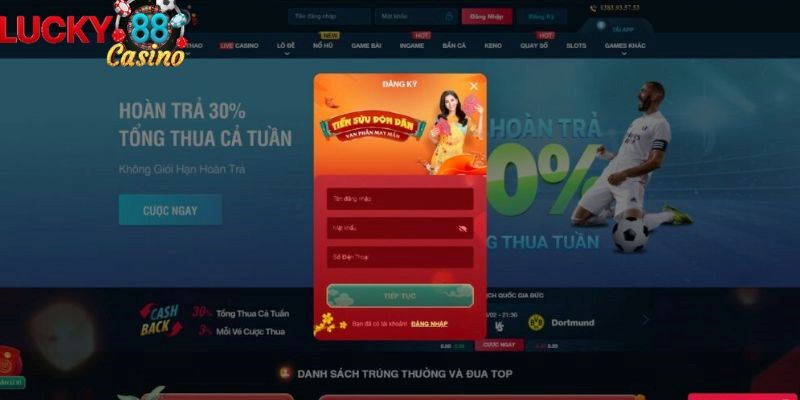 LUCKY
88
Casino
Tên đăng nhập
Mật khẩu
Đăng Nhập
Đăng Ký
0383.93.57.53
TẢI APP
THAO
LIVE CASINO
LÔ ĐỀ
NEW
NỔ HŨ
GAME BÀI
HOT
INGAME
BẮN CÁ
KENO
HOT
QUAY SỐ
SLOTS
GAMES KHÁC
HOÀN TRẢ 30%
TỔNG THUA CẢ TUẦN
Không Giới Hạn Hoàn Trả
CƯỢC NGAY
ĐĂNG KÝ
TIỄN SỬU ĐÓN DẦN
VẠN PHẦN MAY MẮN
Tên đăng nhập
Mật khẩu
Số Điện Thoại
TIẾP TỤC
Bạn đã có tài khoản! ĐĂNG NHẬP
HOÀN TRẢ
0%
THUA TUẦN
CASH
BACK
30% Tổng Thua Cả Tuần
3% Mỗi Vé Cược Thua
ỊCH QUỐC GIA ĐỨC
/02 - 21:30
VS
Dortmund
CƯỢC NGAY
DANH SÁCH TRÚNG THƯỞNG VÀ ĐUA TOP